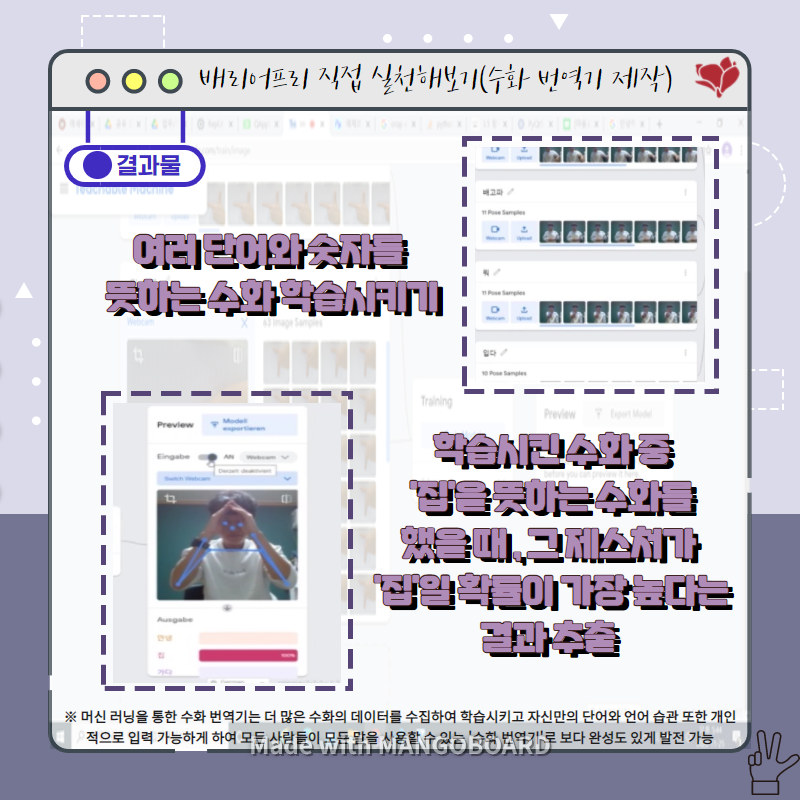 배리어프리 직접 실천해보기(수화 번역기 제작)
결과물
Teachable Machine
여러 단어와 숫자를
뜻하는 수화 학습시키기
Webcam
Upload
배고파
11 Pose Samples
Webcam
Upload
11 Pose Samples
Webcam
Upload
입다
10 Pose Samples
Webcam
63 Image Samples
Training
Preview
Export Model
Preview
Modell
exportieren
Eingabe
AN
Webcam
Derzeit deaktiviert
Switch Webcam
Ausgabe
안녕
집
100%
가다
학습시킨 수화 중
'집'을 뜻하는 수화를
했을 때 , 그 제스처가
'집'일 확률이 가장 높다는
결과 추출
※ 머신 러닝을 통한 수화 번역기는 더 많은 수화의 데이터를 수집하여 학습시키고 자신만의 단어와 언어 습관 또한 개인
적으로 입력 가능하게 하여 모든 사람들이 모든 말을 사용할 수 있는 '수화 번역기'로 보다 완성도 있게 발전 가능
Made with MANGOBOARD